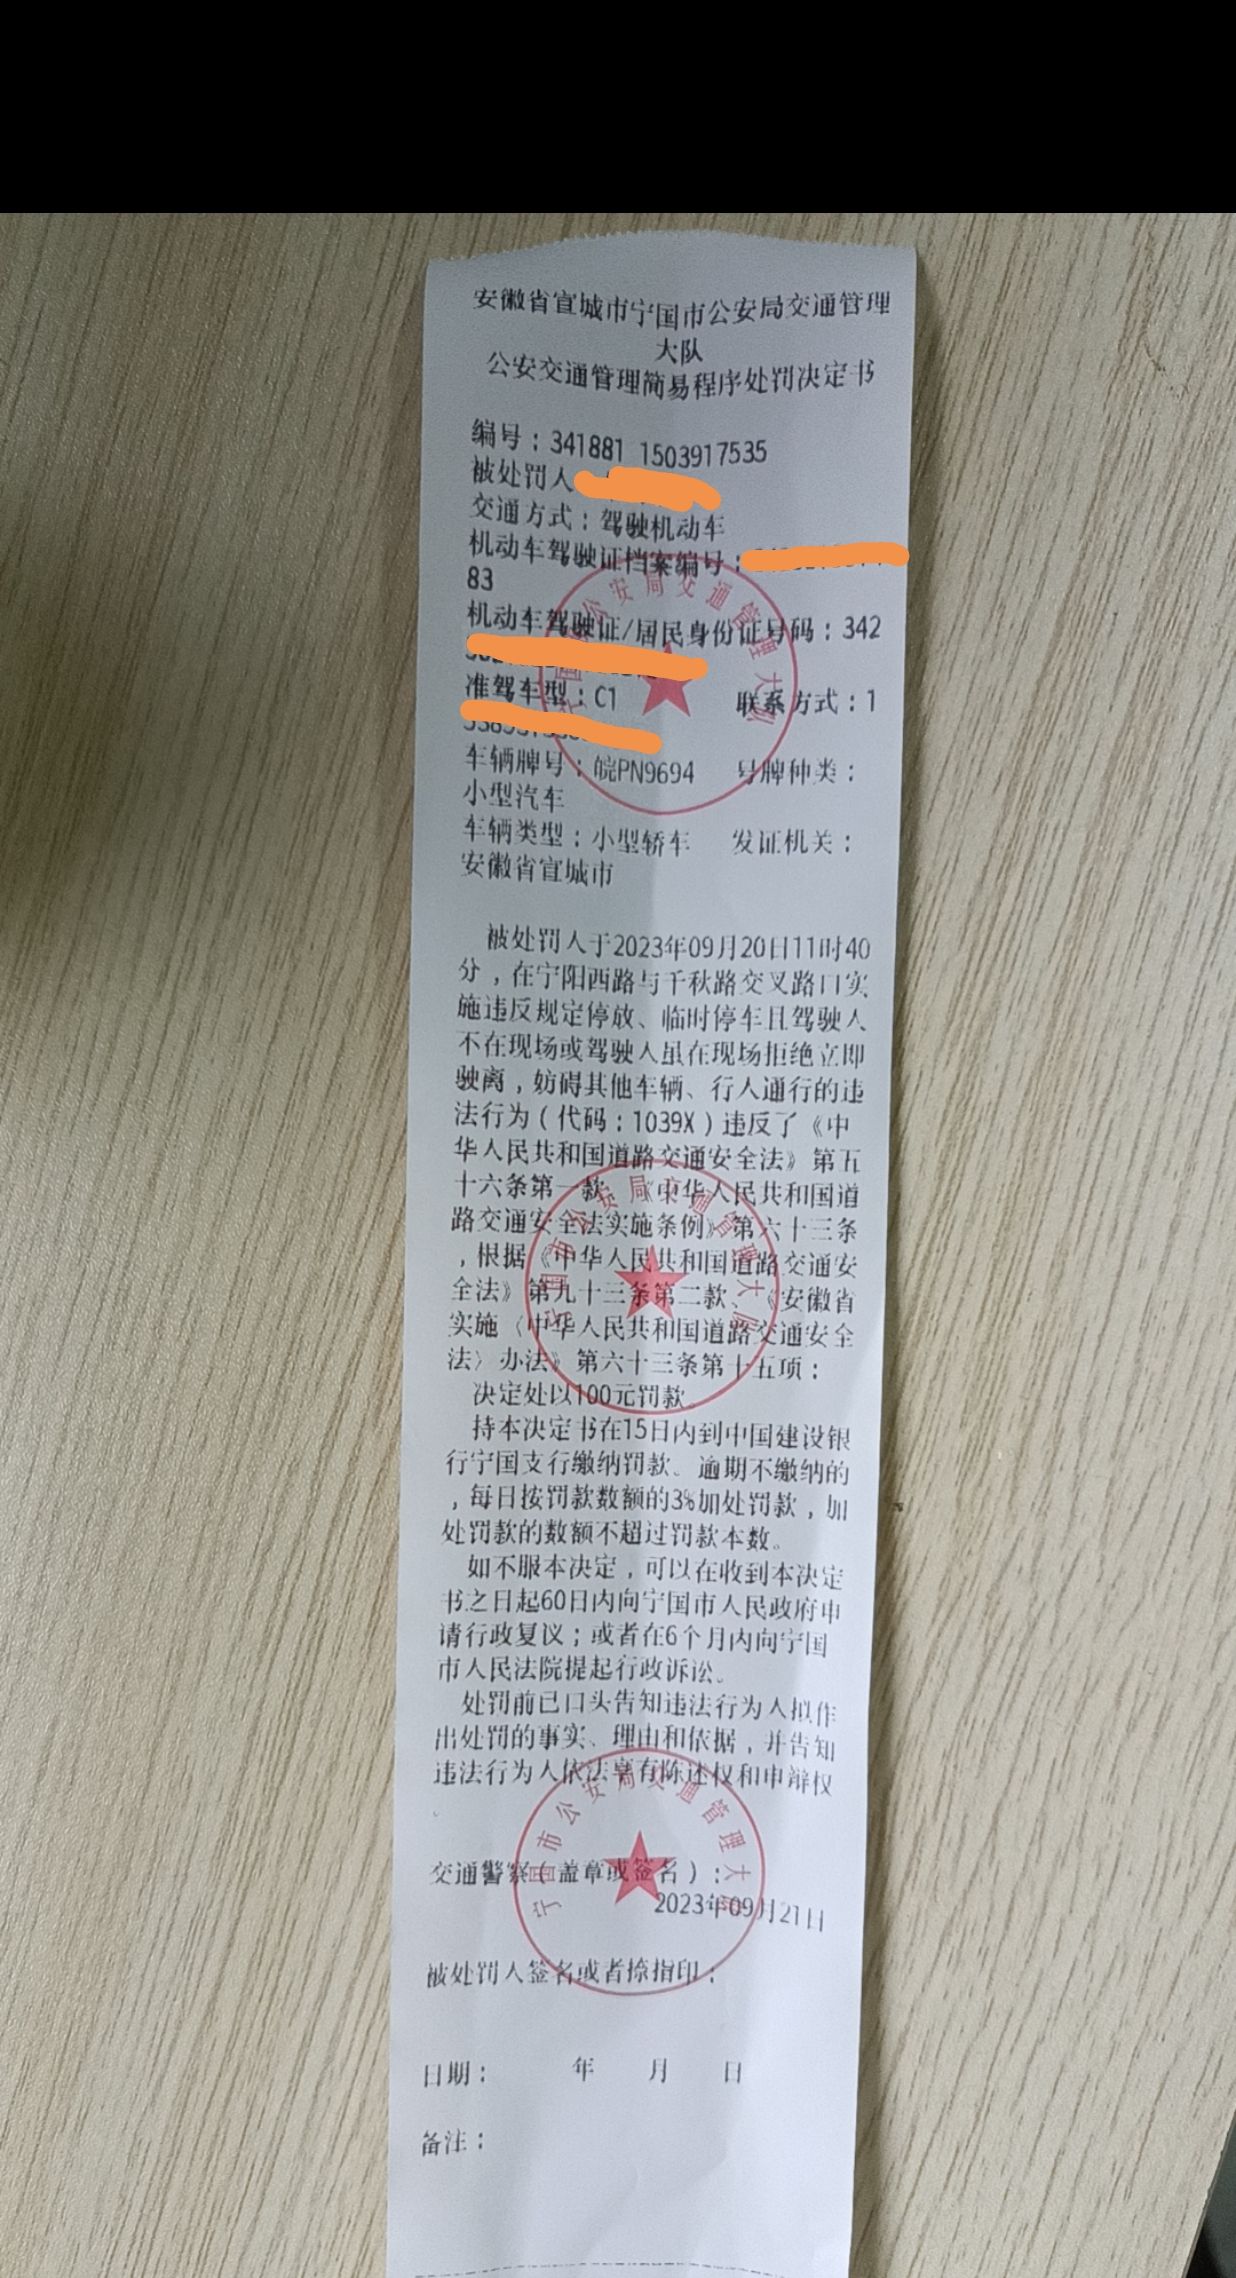 安徽省宣城市宁国市公安局交通管理
大队
公安交通管理简易程序处罚决定书
编号：341881 1503917535
被处罚人
交通方式：驾驶机动车
机动车驾驶证档案编号：
83
机动车驾驶证/居民身份证号码：342
准驾车型：C1 联系方式：1
车辆牌号：皖PN9694 号牌种类：
小型汽车
车辆类型：小型轿车 发证机关：
安徽省宣城市
被处罚人于2023年09月20日11时40
分，在宁阳西路与千秋路交叉路口实
施违反规定停放、临时停车且驾驶人
不在现场或驾驶人虽在现场拒绝立即
驶离，妨碍其他车辆、行人通行的违
法行为（代码：1039X）违反了《中
华人民共和国道路交通安全法》第五
十六条第一款、《中华人民共和国道
路交通安全法实施条例》第六十三条
，根据《中华人民共和国道路交通安
全法》第九十三条第二款、《安徽省
实施〈中华人民共和国道路交通安全
法〉办法》第六十三条第十五项；
决定处以100元罚款。
持本决定书在15日内到中国建设银
行宁国支行缴纳罚款。逾期不缴纳的
，每日按罚款数额的3%加处罚款，加
处罚款的数额不超过罚款本数。
如不服本决定，可以在收到本决定
书之日起60日内向宁国市人民政府申
请行政复议；或者在6个月内向宁国
市人民法院提起行政诉讼。
处罚前已口头告知违法行为人拟作
出处罚的事实、理由和依据，并告知
违法行为人依法享有陈述权和申辩权
。
交通警察（盖章或签名）：
2023年09月21日
宁国市公安局交通管理大队
被处罚人签名或者捺指印：
日期： 年 月 日
备注：